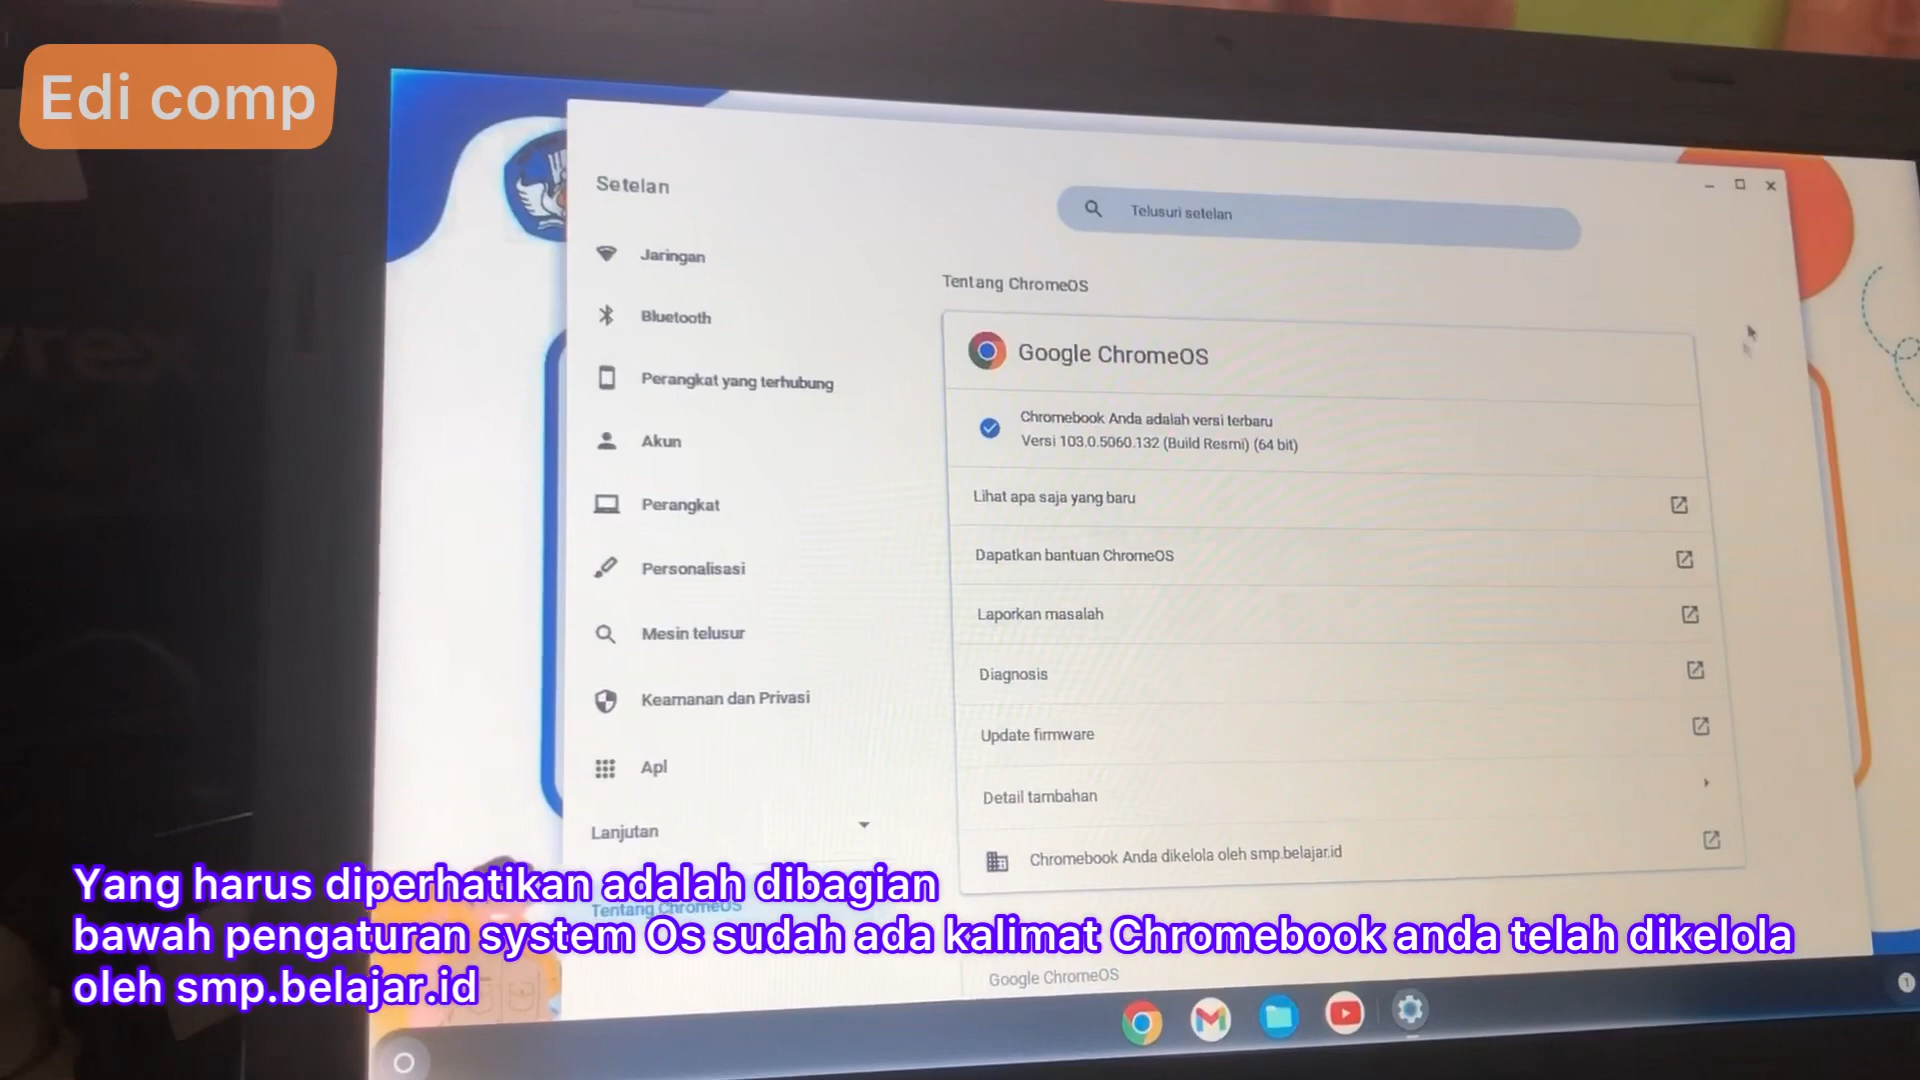 Edi comp
Setelan
Telusuri setelan
Jaringan
Bluetooth
Perangkat yang terhubung
Akun
Perangkat
Personalisasi
Mesin telusur
Keamanan dan Privasi
Apl
Lanjutan
Tentang ChromeOS
Tentang ChromeOS
Google ChromeOS
Chromebook Anda adalah versi terbaru
Versi 103.0.5060.132 (Build Resmi) (64 bit)
Lihat apa saja yang baru
Dapatkan bantuan ChromeOS
Laporkan masalah
Diagnosis
Update firmware
Detail tambahan
Chromebook Anda dikelola oleh smp.belajar.id
Google ChromeOS
Yang harus diperhatikan adalah dibagian
bawah pengaturan system Os sudah ada kalimat Chromebook anda telah dikelola
oleh smp.belajar.id
1